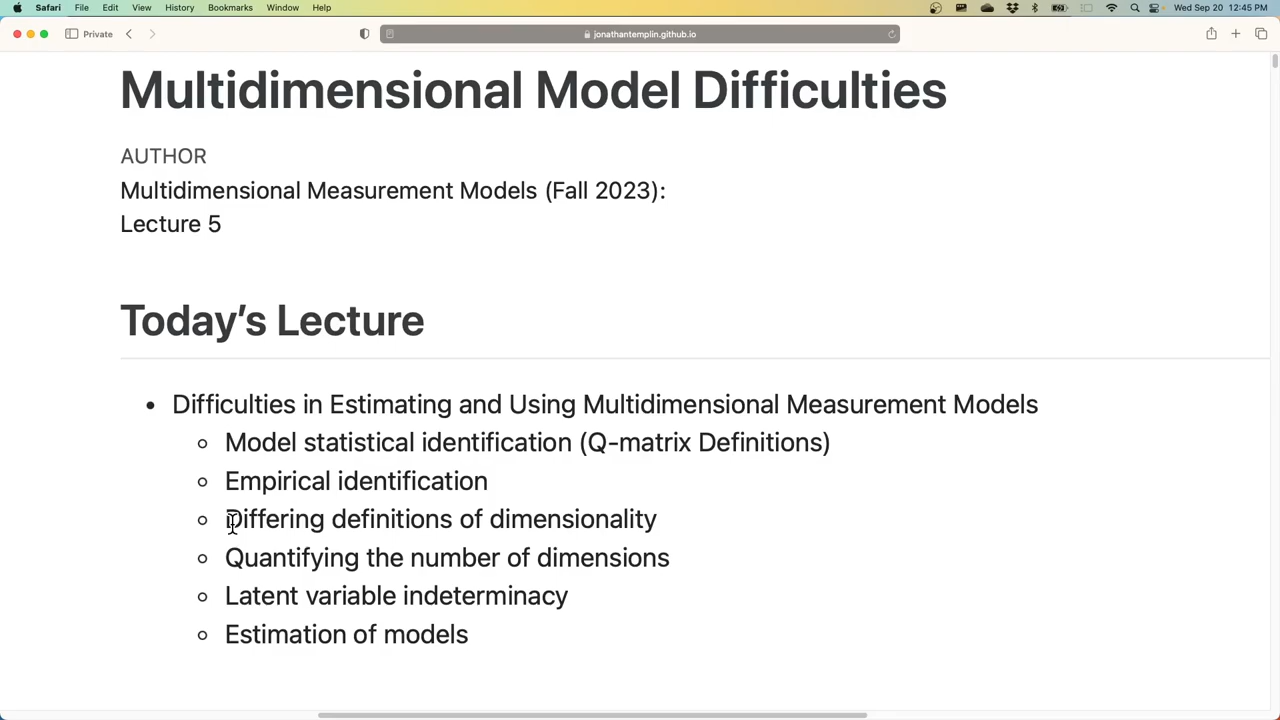 Safari File Edit View History Bookmarks Window Help Wed Sep 20 12:45 PM
Private jonathantemplin.github.io
Multidimensional Model Difficulties
AUTHOR
Multidimensional Measurement Models (Fall 2023):
Lecture 5
Today’s Lecture
• Difficulties in Estimating and Using Multidimensional Measurement Models
◦ Model statistical identification (Q-matrix Definitions)
◦ Empirical identification
◦ Differing definitions of dimensionality
◦ Quantifying the number of dimensions
◦ Latent variable indeterminacy
◦ Estimation of models